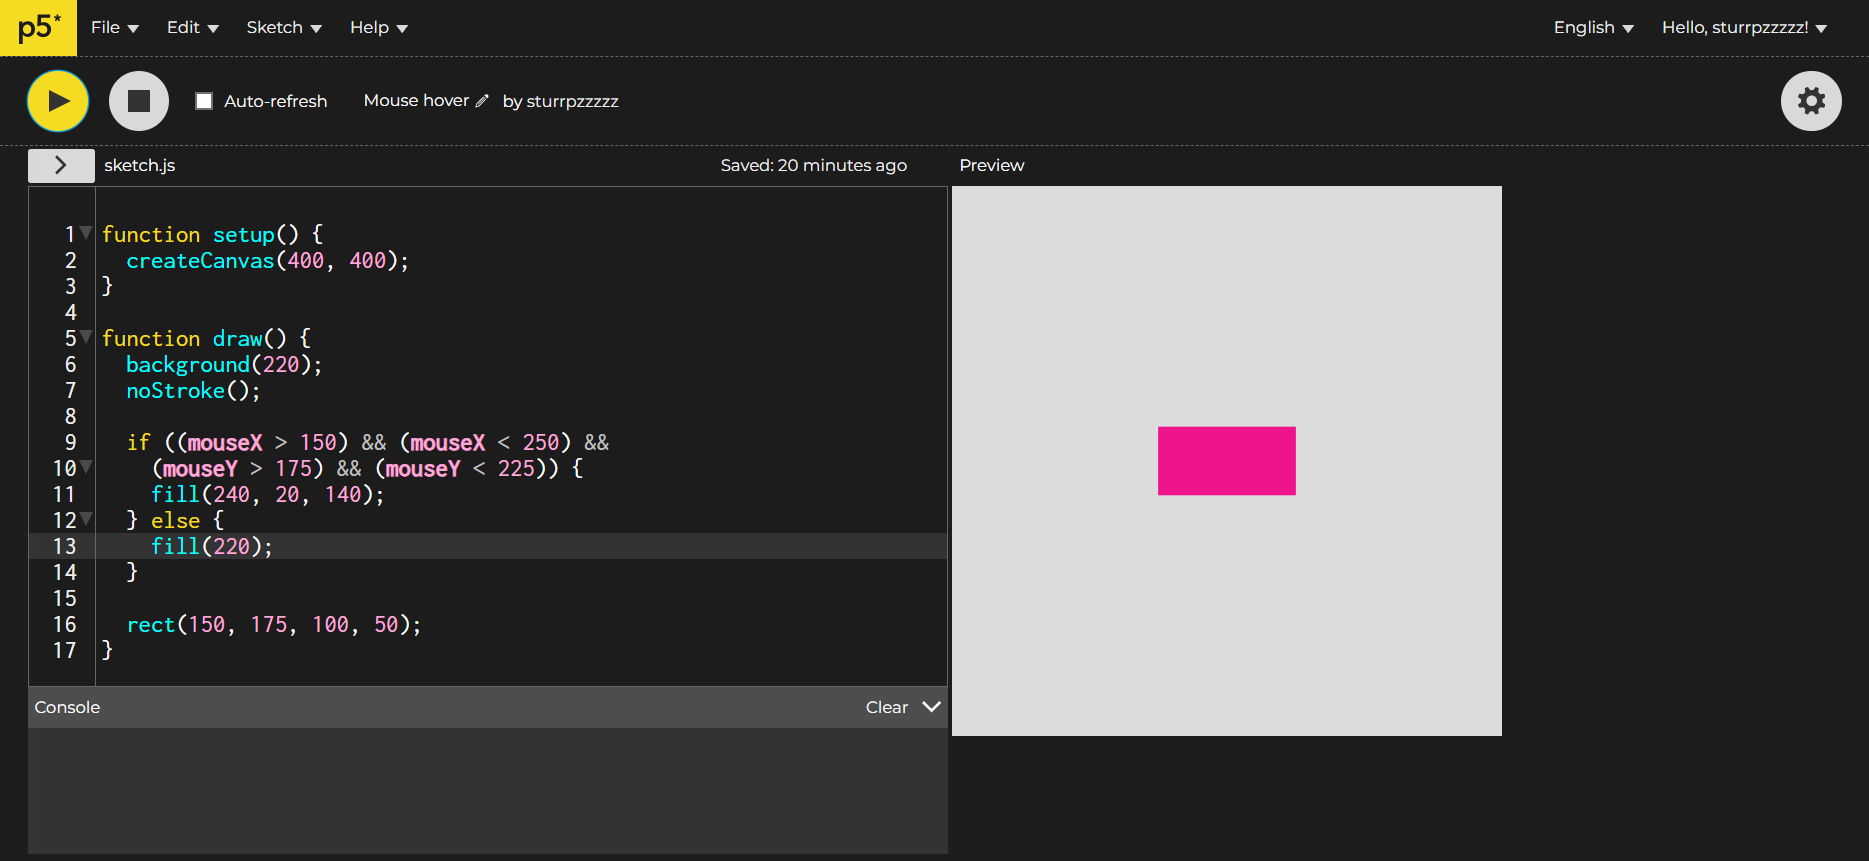 p5* File Edit Sketch Help English Hello, sturrpzzzzz!
Auto-refresh Mouse hover by sturrpzzzzz
sketch.js Saved: 20 minutes ago Preview
1 function setup() {
2 createCanvas(400, 400);
3 }
4
5 function draw() {
6 background(220);
7 noStroke();
8
9 if ((mouseX > 150) && (mouseX < 250) &&
10 (mouseY > 175) && (mouseY < 225)) {
11 fill(240, 20, 140);
12 } else {
13 fill(220);
14 }
15
16 rect(150, 175, 100, 50);
17 }
Console Clear